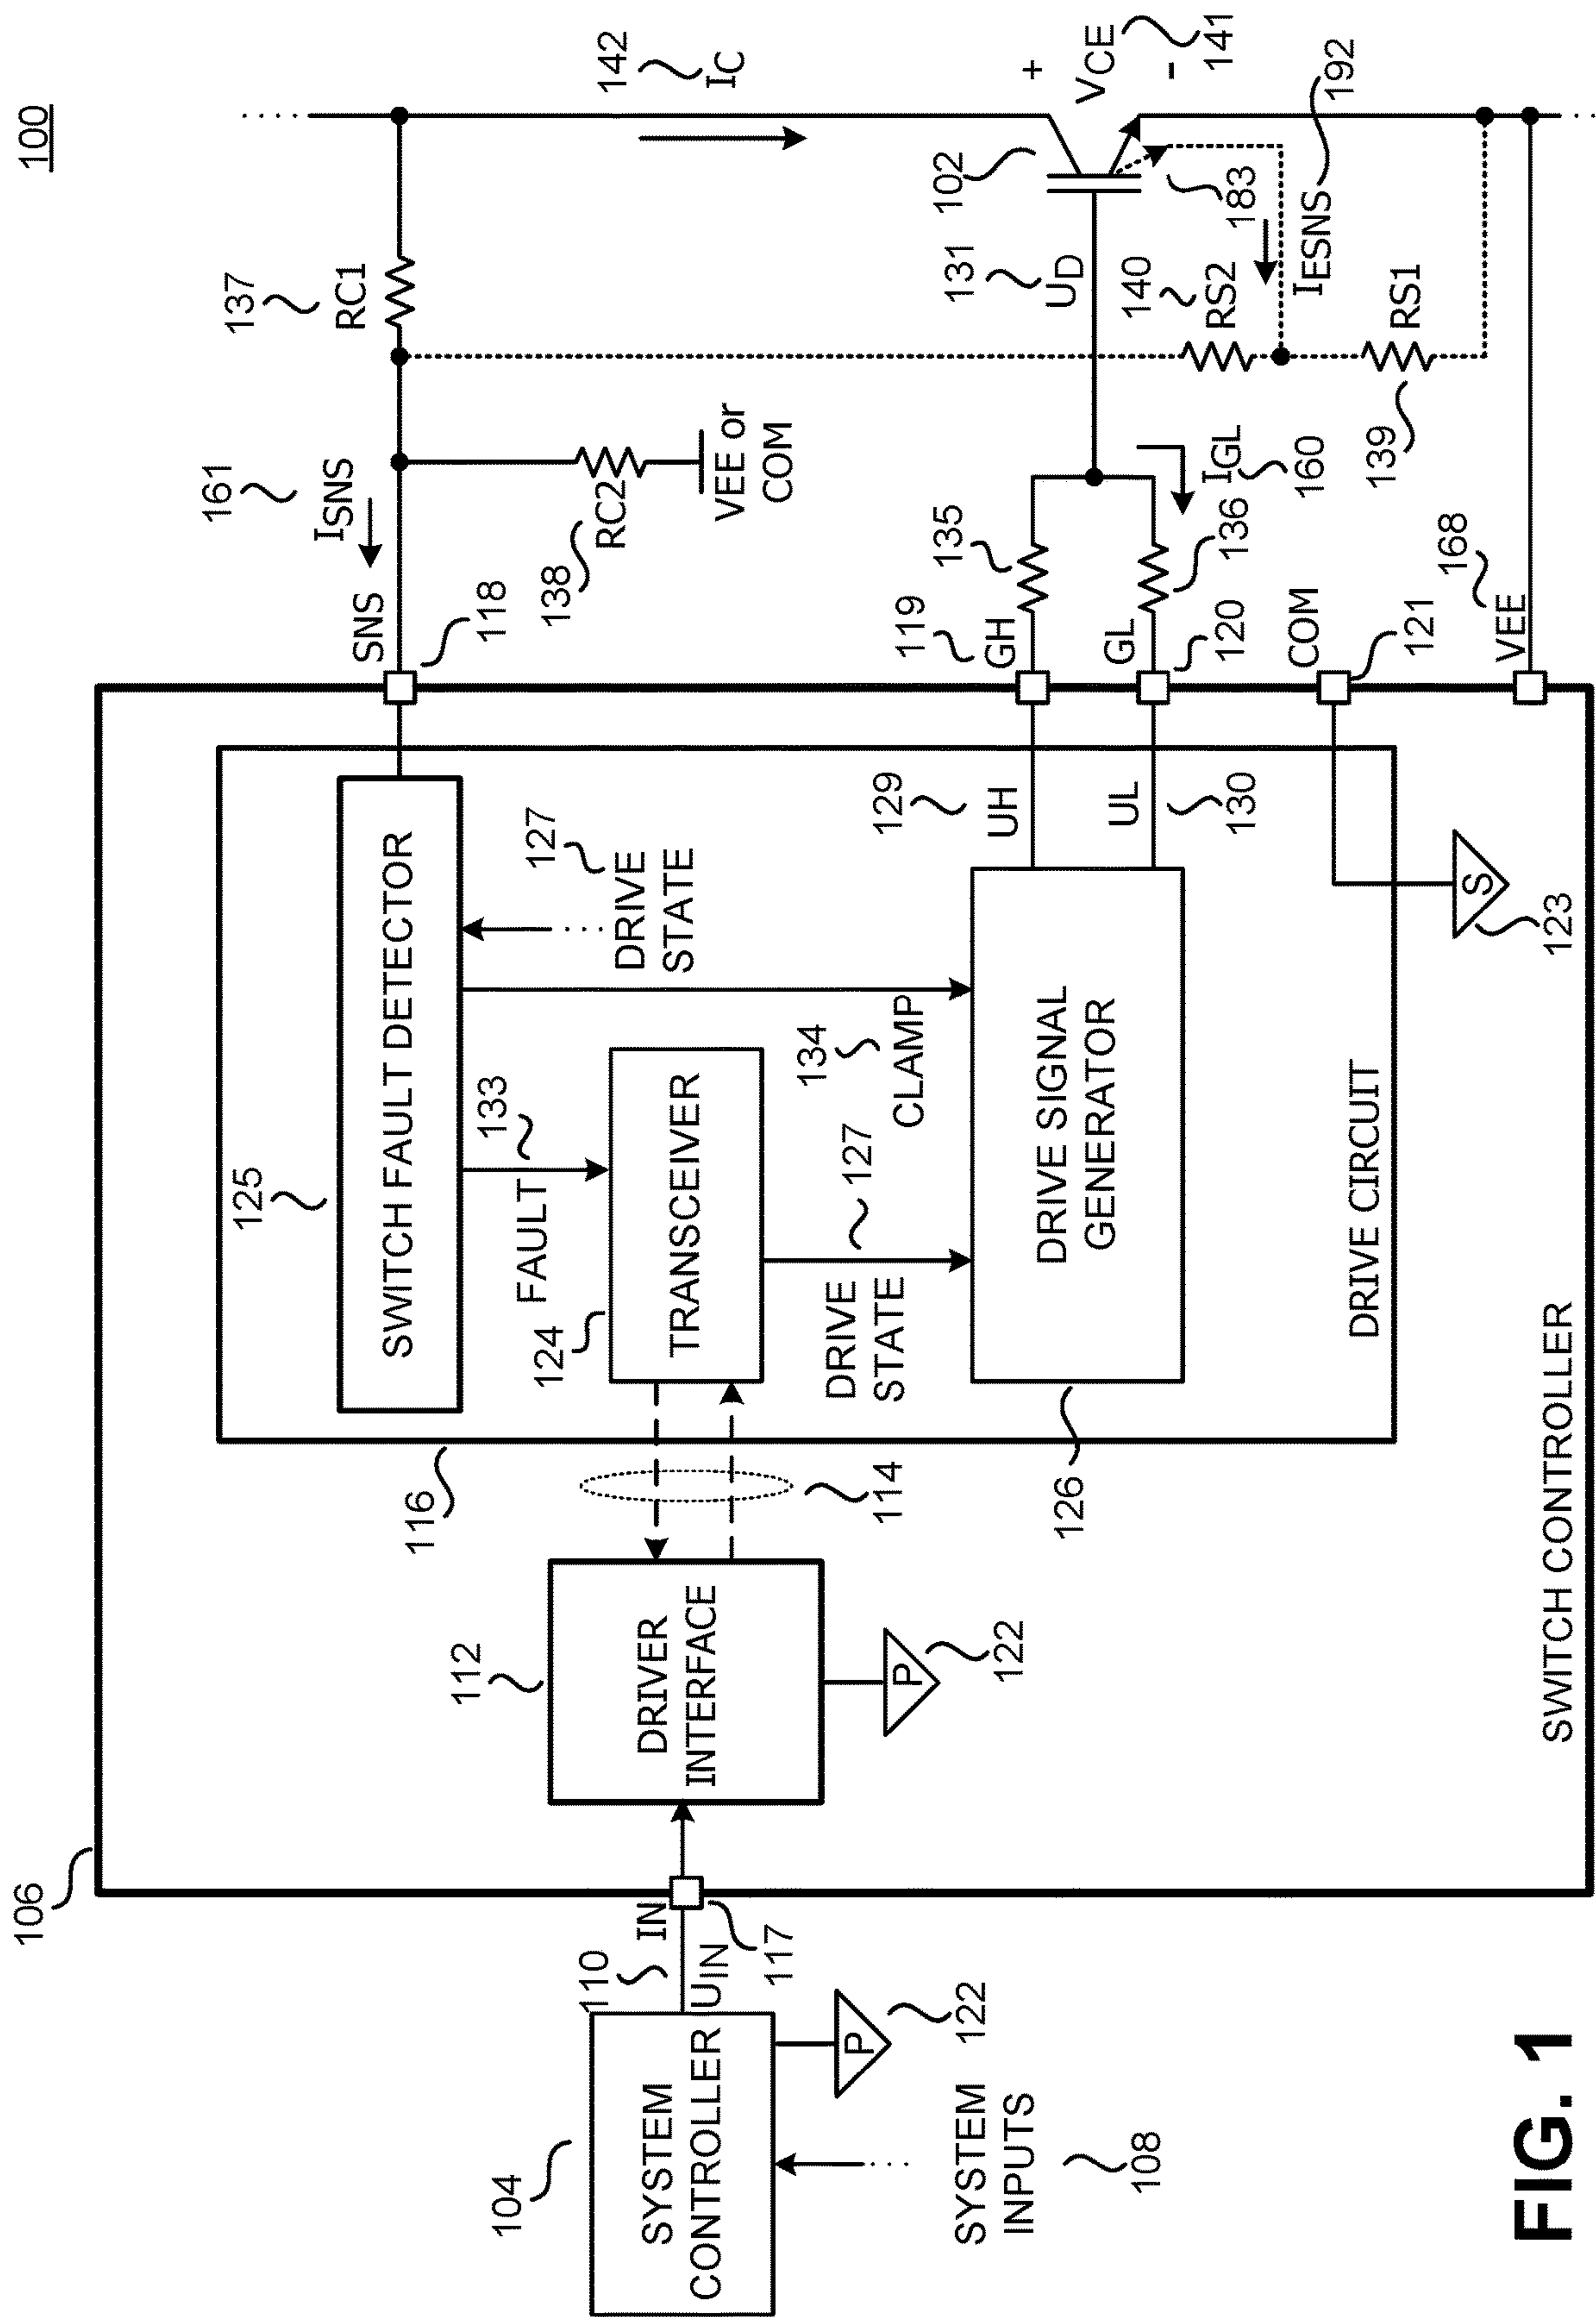 100
106
104
SYSTEM
CONTROLLER
110
UIN
IN
117
P
122
SYSTEM
INPUTS
108
112
DRIVER
INTERFACE
P
122
114
116
125
SWITCH FAULT DETECTOR
FAULT
133
124
TRANSCEIVER
DRIVE
STATE
127
134
CLAMP
DRIVE
STATE
127
126
DRIVE SIGNAL
GENERATOR
129
UH
UL
130
DRIVE CIRCUIT
S
123
SWITCH CONTROLLER
SNS
118
161
ISNS
137
RC1
138
RC2
VEE or
COM
142
IC
119
GH
135
GL
120
136
IGL
160
131
UD
102
+
VCE
-
141
183
IESNS
192
140
RS2
RS1
139
COM
121
168
VEE
FIG. 1